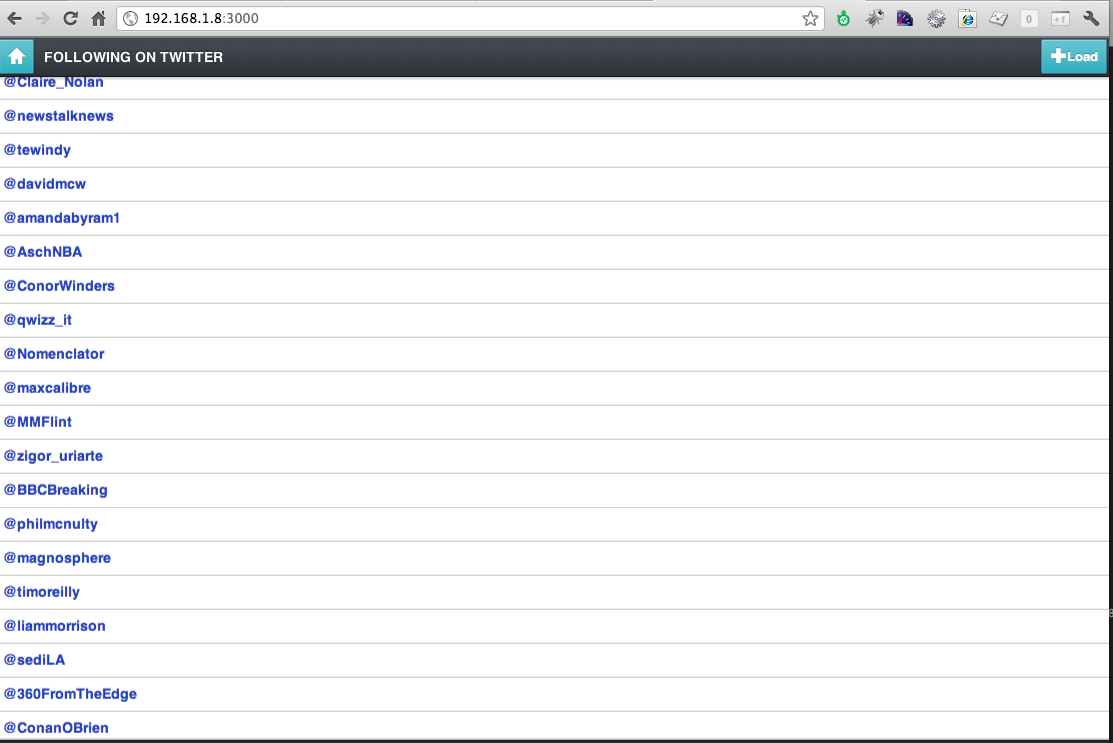 192.168.1.8:3000
0
+1
FOLLOWING ON TWITTER
Load
@Claire_Nolan
@newstalknews
@tewindy
@davidmcw
@amandabyram1
@AschNBA
@ConorWinders
@qwizz_it
@Nomenclator
@maxcalibre
@MMFlint
@zigor_uriarte
@BBCBreaking
@philmcnulty
@magnosphere
@timoreilly
@liammorrison
@sediLA
@360FromTheEdge
@ConanOBrien